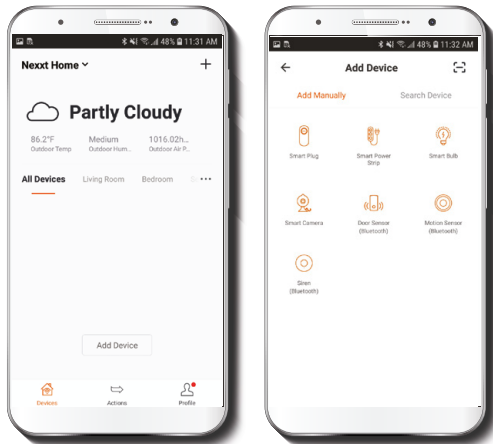 48% 11:31 AM
Nexxt Home
Partly Cloudy
86.2°F Medium 1016.02h...
Outdoor Temp Outdoor Hum... Outdoor Air P...
All Devices Living Room Bedroom
Add Device
Devices Actions Profile
48% 11:32 AM
Add Device
Add Manually Search Device
Smart Plug Smart Power Strip Smart Bulb
Smart Camera Door Sensor (Bluetooth) Motion Sensor (Bluetooth)
Siren (Bluetooth)